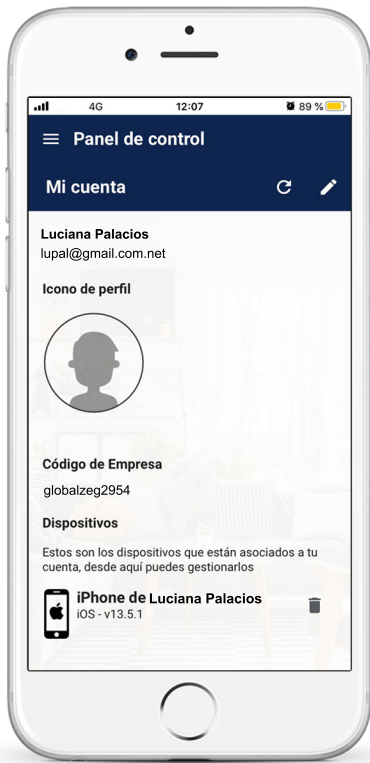 4G 12:07 89 %
Panel de control
Mi cuenta
Luciana Palacios
lupal@gmail.com.net
Icono de perfil
Código de Empresa
globalzeg2954
Dispositivos
Estos son los dispositivos que están asociados a tu
cuenta, desde aquí puedes gestionarlos
iPhone de Luciana Palacios
iOS - v13.5.1